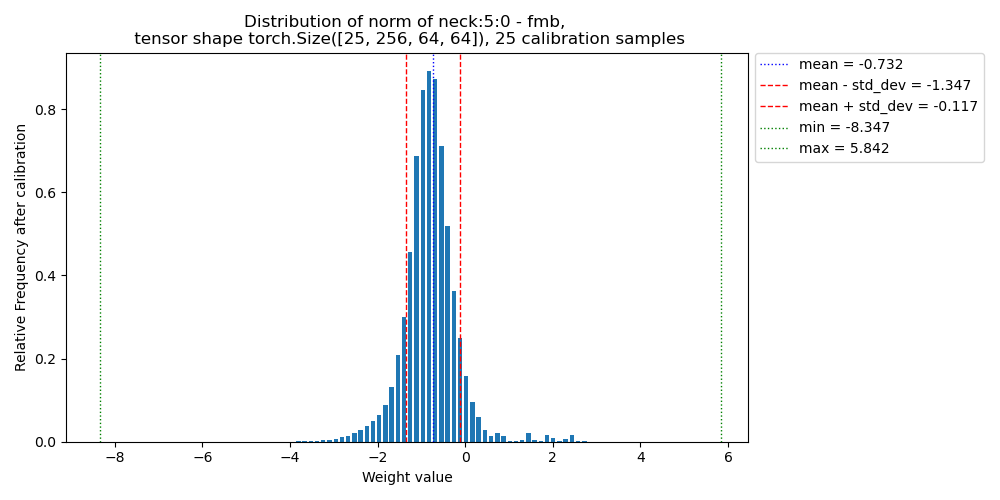 Distribution of norm of neck:5:0 - fmb,
tensor shape torch.Size([25, 256, 64, 64]), 25 calibration samples
mean = -0.732
mean - std_dev = -1.347
mean + std_dev = -0.117
min = -8.347
max = 5.842
Relative Frequency after calibration
0.8
0.6
0.4
0.2
0.0
−8 −6 −4 −2 0 2 4 6
Weight value